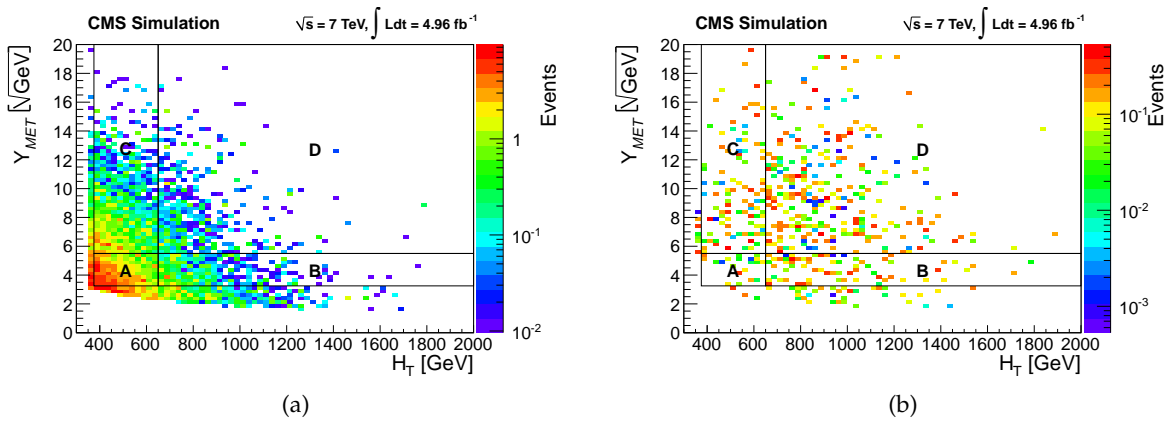 CMS Simulation √s = 7 TeV, ∫ Ldt = 4.96 fb⁻¹
Y_MET [√GeV]
20
18
16
14
12
10
8
6
4
2
0
C
D
A
B
400 600 800 1000 1200 1400 1600 1800 2000
H_T [GeV]
Events
1
10⁻¹
10⁻²
(a)
CMS Simulation √s = 7 TeV, ∫ Ldt = 4.96 fb⁻¹
Y_MET [√GeV]
20
18
16
14
12
10
8
6
4
2
0
C
D
A
B
400 600 800 1000 1200 1400 1600 1800 2000
H_T [GeV]
Events
10⁻¹
10⁻²
10⁻³
(b)